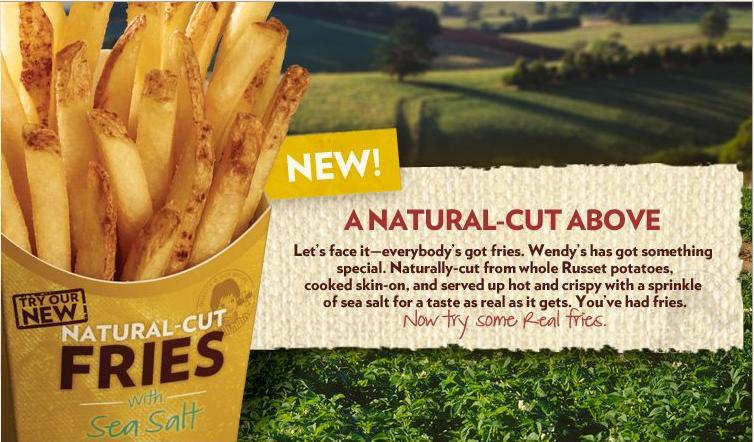 NEW!
A NATURAL-CUT ABOVE
Let's face it—everybody's got fries. Wendy's has got something
special. Naturally-cut from whole Russet potatoes,
cooked skin-on, and served up hot and crispy with a sprinkle
of sea salt for a taste as real as it gets. You've had fries.
Now try some Real fries.
TRY OUR
NEW
NATURAL-CUT
FRIES
with
Sea Salt